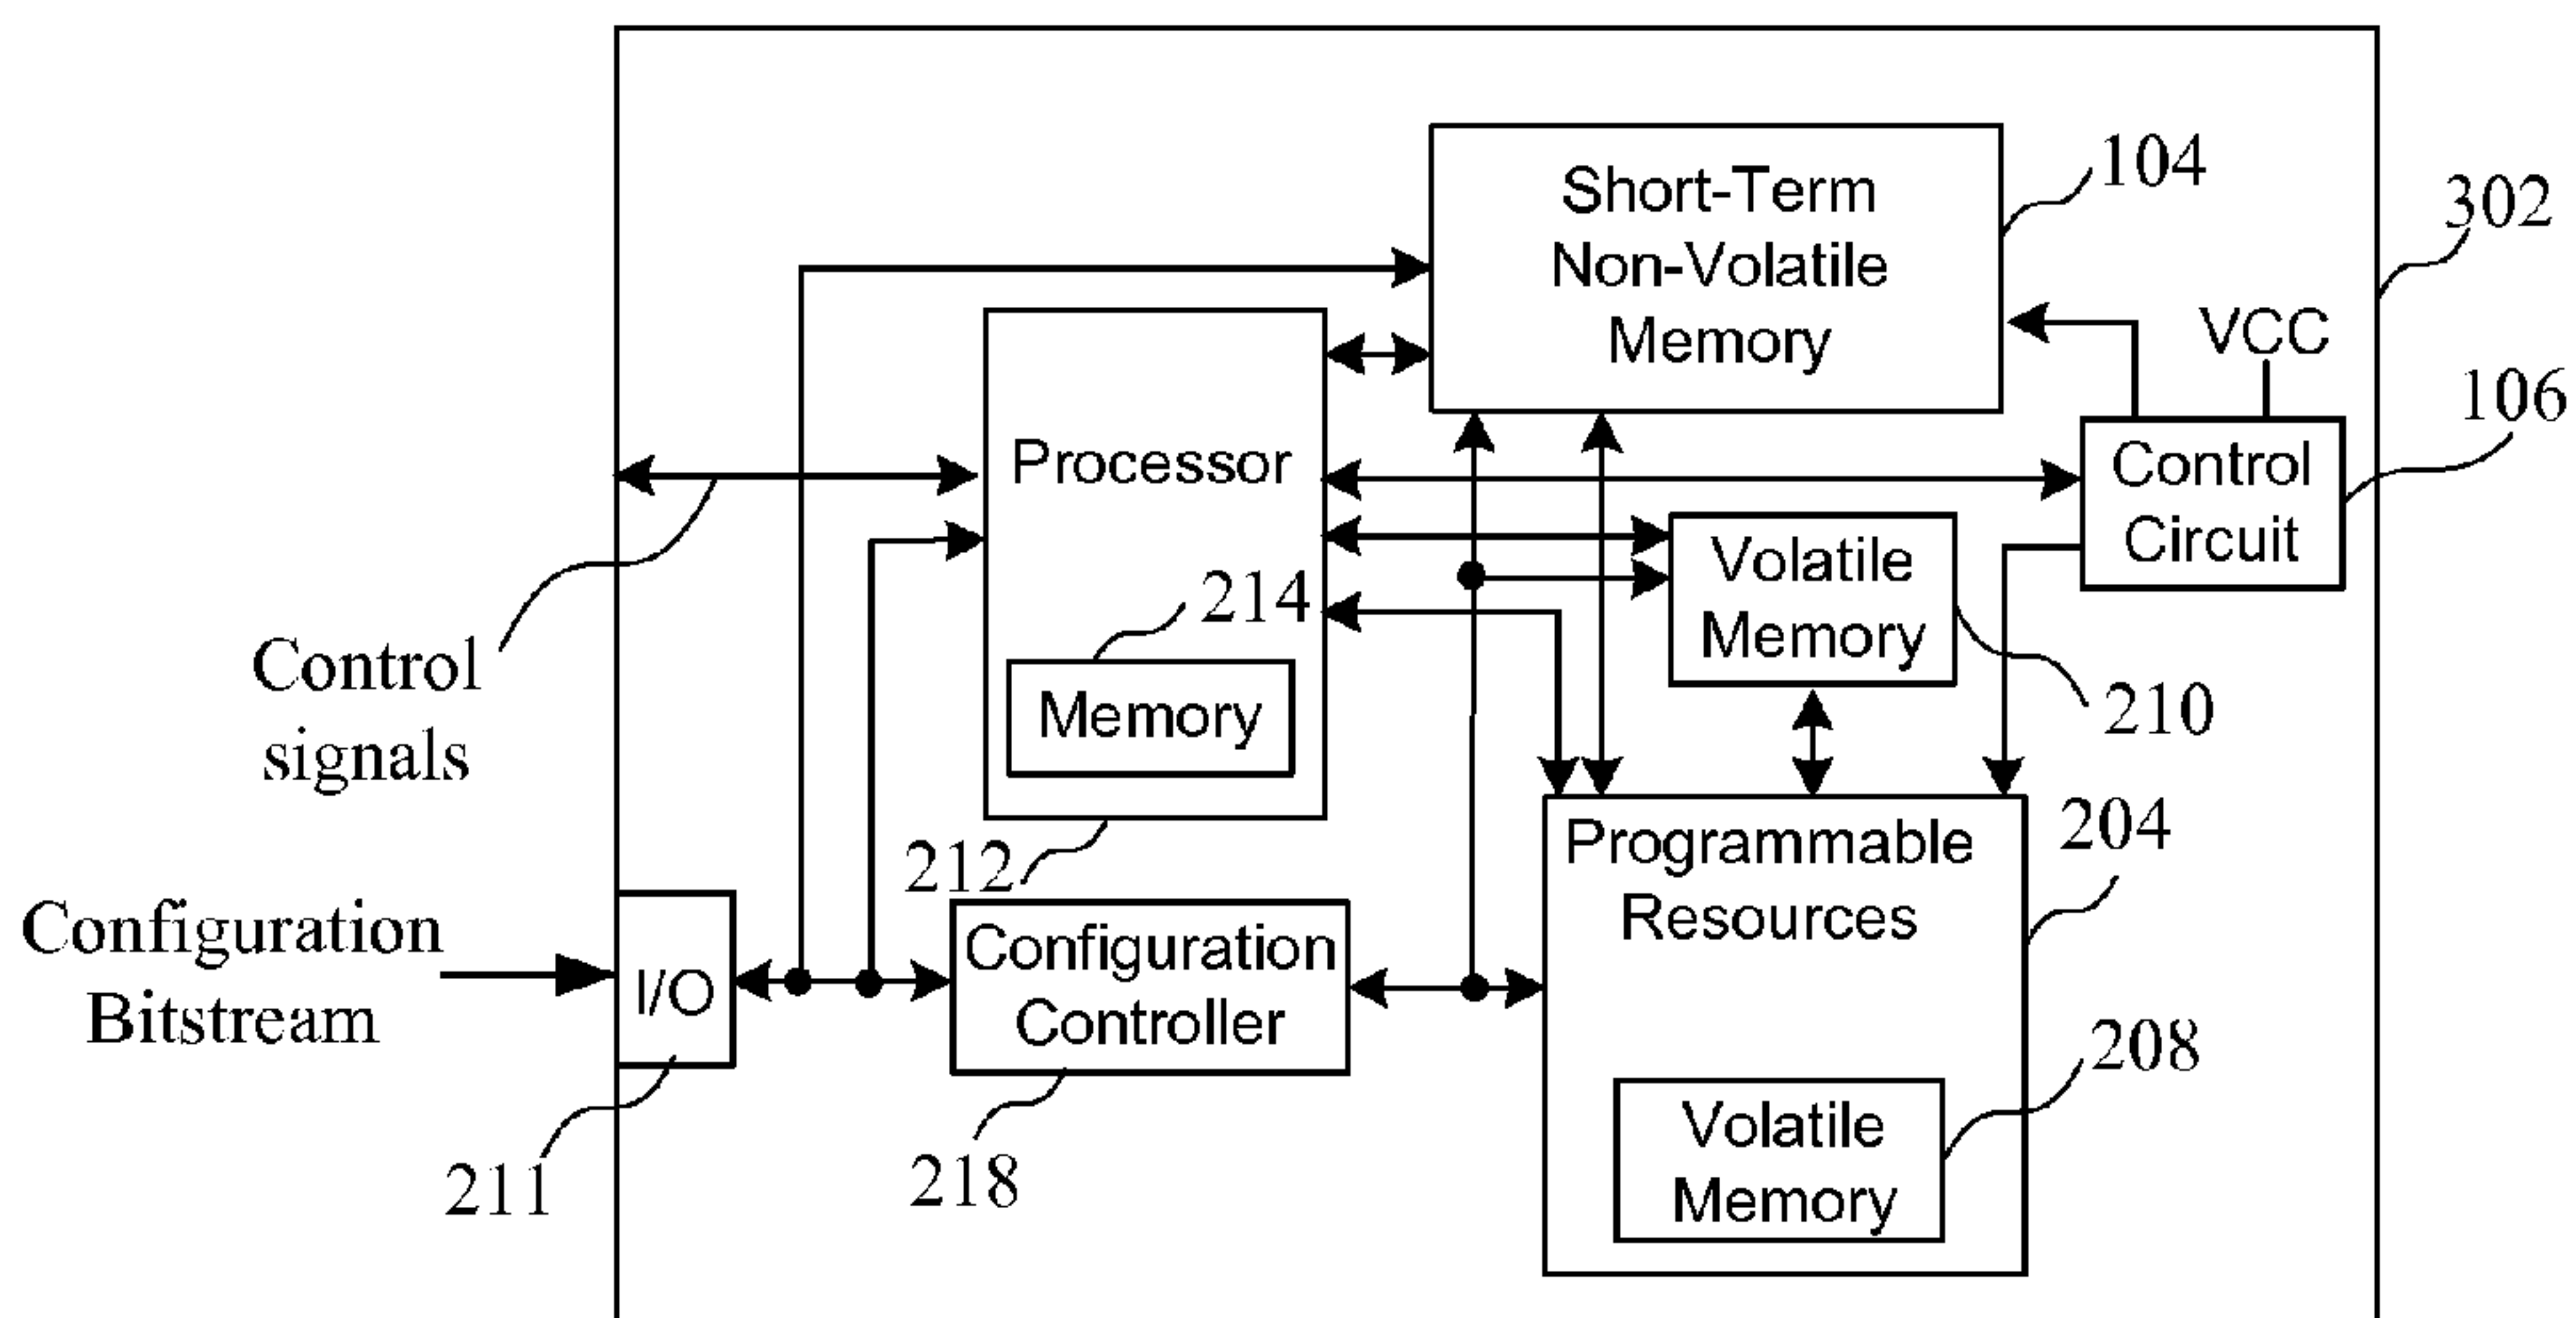 Short-Term
Non-Volatile
Memory
104
302
VCC
106
Control
Circuit
Processor
Volatile
Memory
214
Memory
210
Control
signals
212
Programmable
Resources
204
Configuration
Bitstream
I/O
Configuration
Controller
208
Volatile
Memory
211
218